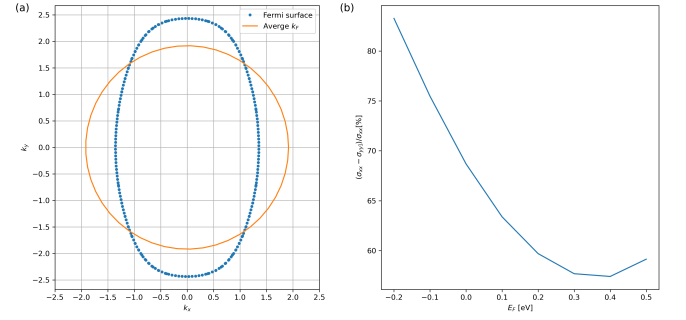 (a)
(b)
Fermi surface
Averge k_F
2.5
2.0
1.5
1.0
0.5
0.0
−0.5
−1.0
−1.5
−2.0
−2.5
k_y
−2.5 −2.0 −1.5 −1.0 −0.5 0.0 0.5 1.0 1.5 2.0 2.5
k_x
80
75
70
65
60
(σ_xx − σ_yy)/σ_xx[%]
−0.2 −0.1 0.0 0.1 0.2 0.3 0.4 0.5
E_F [eV]